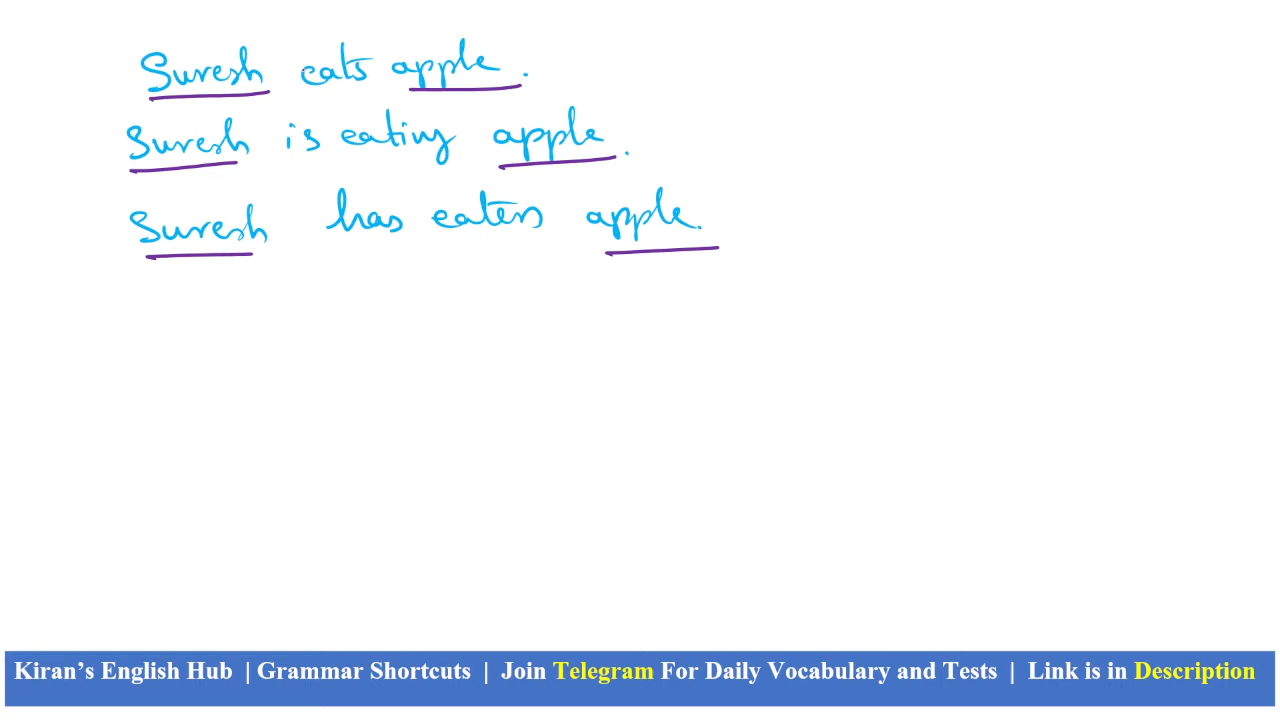 Suresh eats apple.
Suresh is eating apple.
Suresh has eaten apple.
Kiran’s English Hub | Grammar Shortcuts | Join Telegram For Daily Vocabulary and Tests | Link is in Description